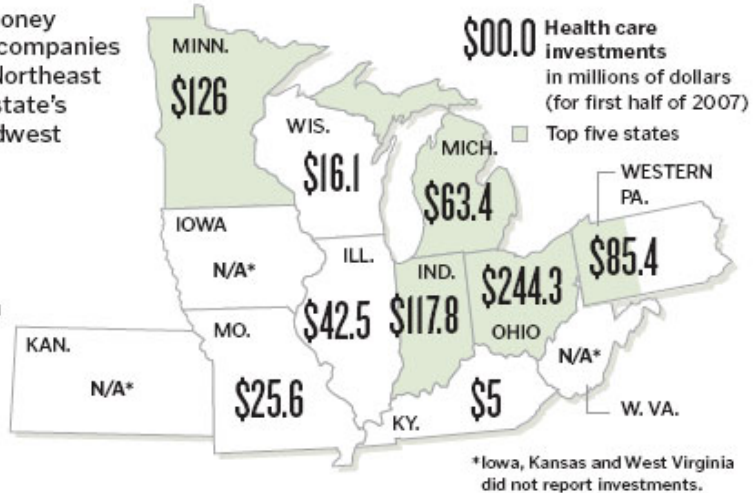 companies
state's
MINN.
$126
WIS.
$16.1
MICH.
$63.4
IOWA
N/A*
ILL.
$42.5
IND.
$117.8
$244.3
OHIO
WESTERN
PA.
$85.4
KAN.
N/A*
MO.
$25.6
KY.
$5
N/A*
W. VA.
$00.0 Health care
investments
in millions of dollars
(for first half of 2007)
Top five states
*Iowa, Kansas and West Virginia
did not report investments.